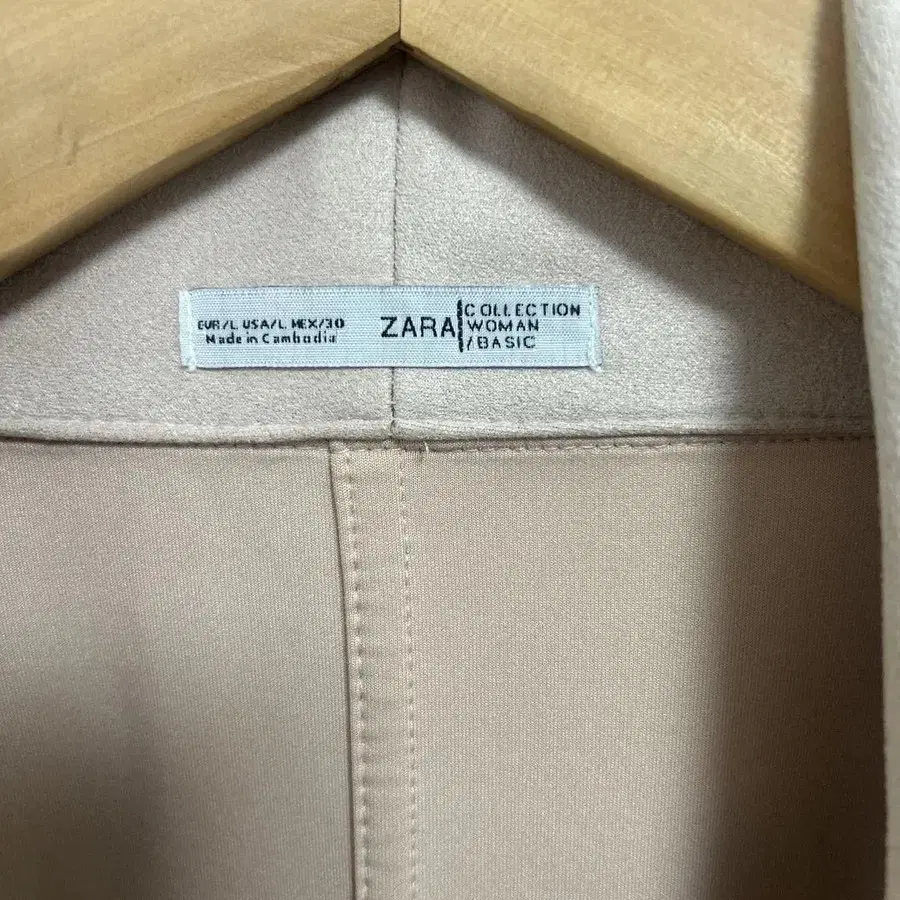 EUR/L USA/L MEX/30
Made in Cambodia
ZARA
COLLECTION
WOMAN
/BASIC